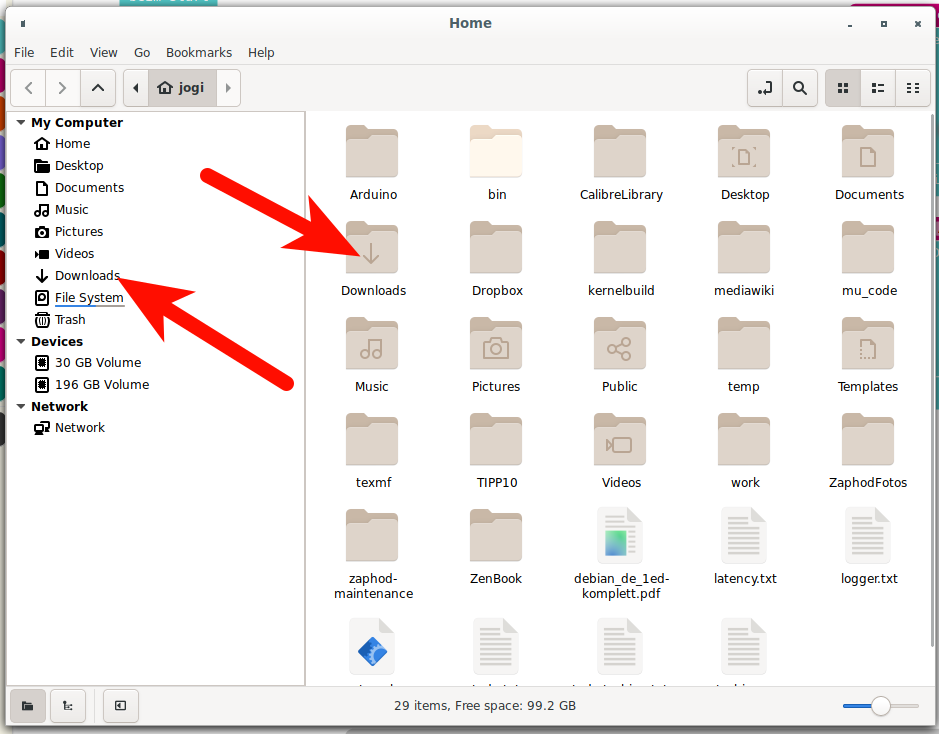 Home
File Edit View Go Bookmarks Help
jogi
My Computer
Home
Desktop
Documents
Music
Pictures
Videos
Downloads
File System
Trash
Devices
30 GB Volume
196 GB Volume
Network
Network
Arduino bin CalibreLibrary Desktop Documents
Downloads Dropbox kernelbuild mediawiki mu_code
Music Pictures Public temp Templates
texmf TIPP10 Videos work ZaphodFotos
zaphod- ZenBook debian_de_1ed- latency.txt logger.txt
maintenance komplett.pdf
29 items, Free space: 99.2 GB